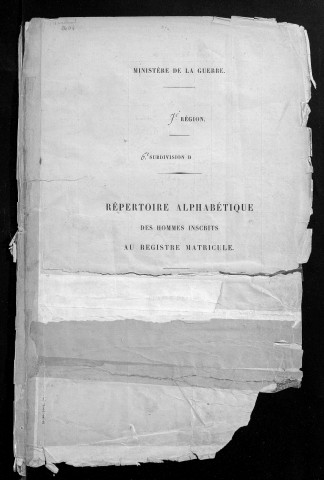 MINISTÈRE DE LA GUERRE.
7e RÉGION.
6e SUBDIVISION D
RÉPERTOIRE ALPHABÉTIQUE
DES HOMMES INSCRITS
AU REGISTRE MATRICULE.